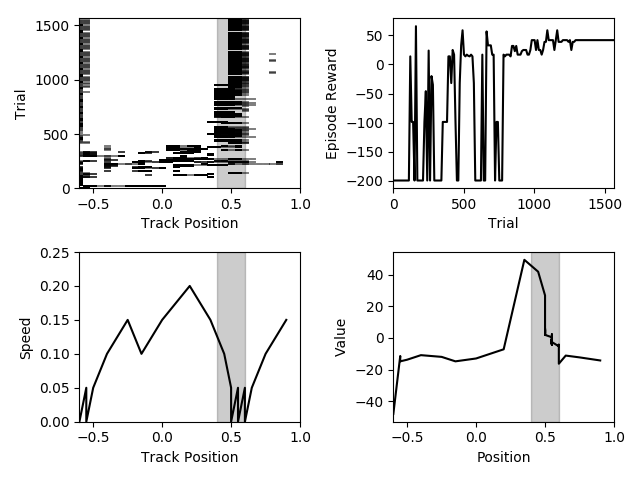 1500
1000
500
0
Trial
−0.5 0.0 0.5 1.0
Track Position
50
0
−50
−100
−150
−200
Episode Reward
0 500 1000 1500
Trial
0.25
0.20
0.15
0.10
0.05
0.00
Speed
−0.5 0.0 0.5 1.0
Track Position
40
20
0
−20
−40
Value
−0.5 0.0 0.5 1.0
Position